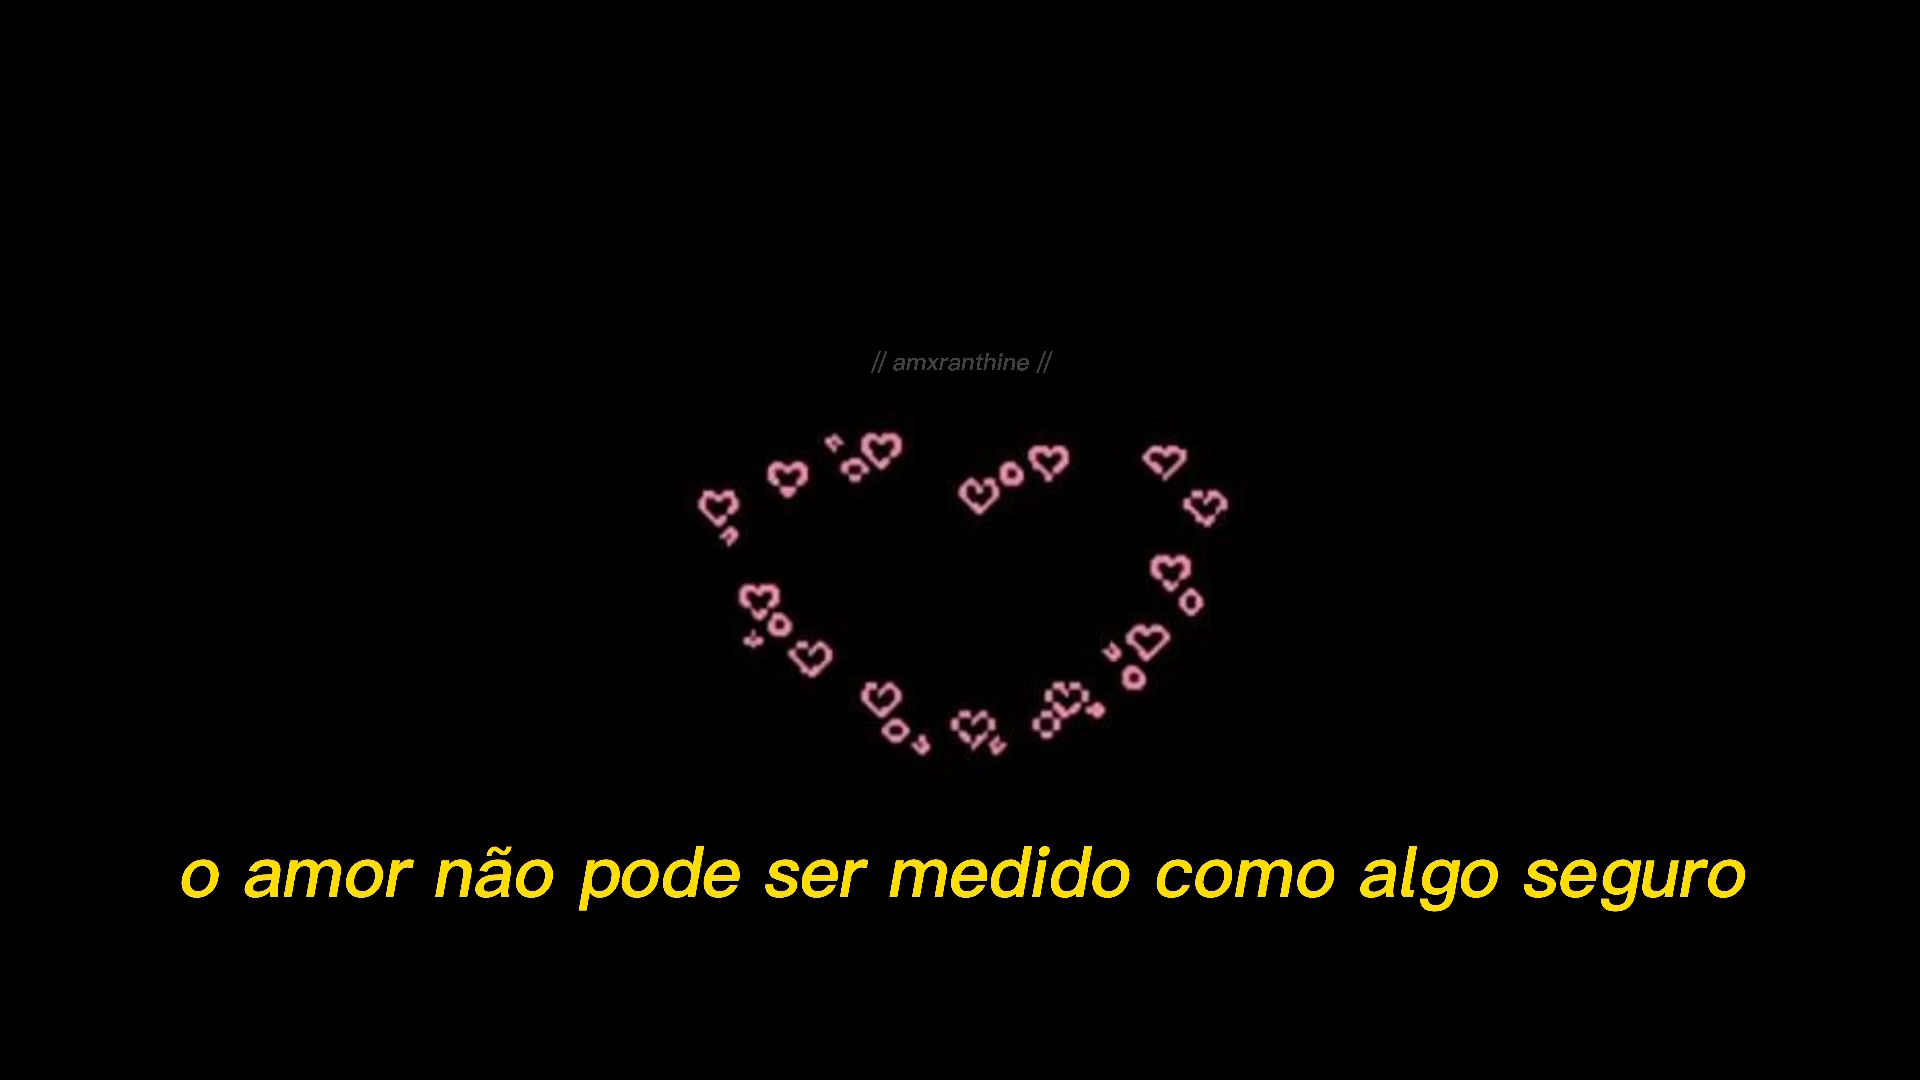 // amxranthine //
o amor não pode ser medido como algo seguro